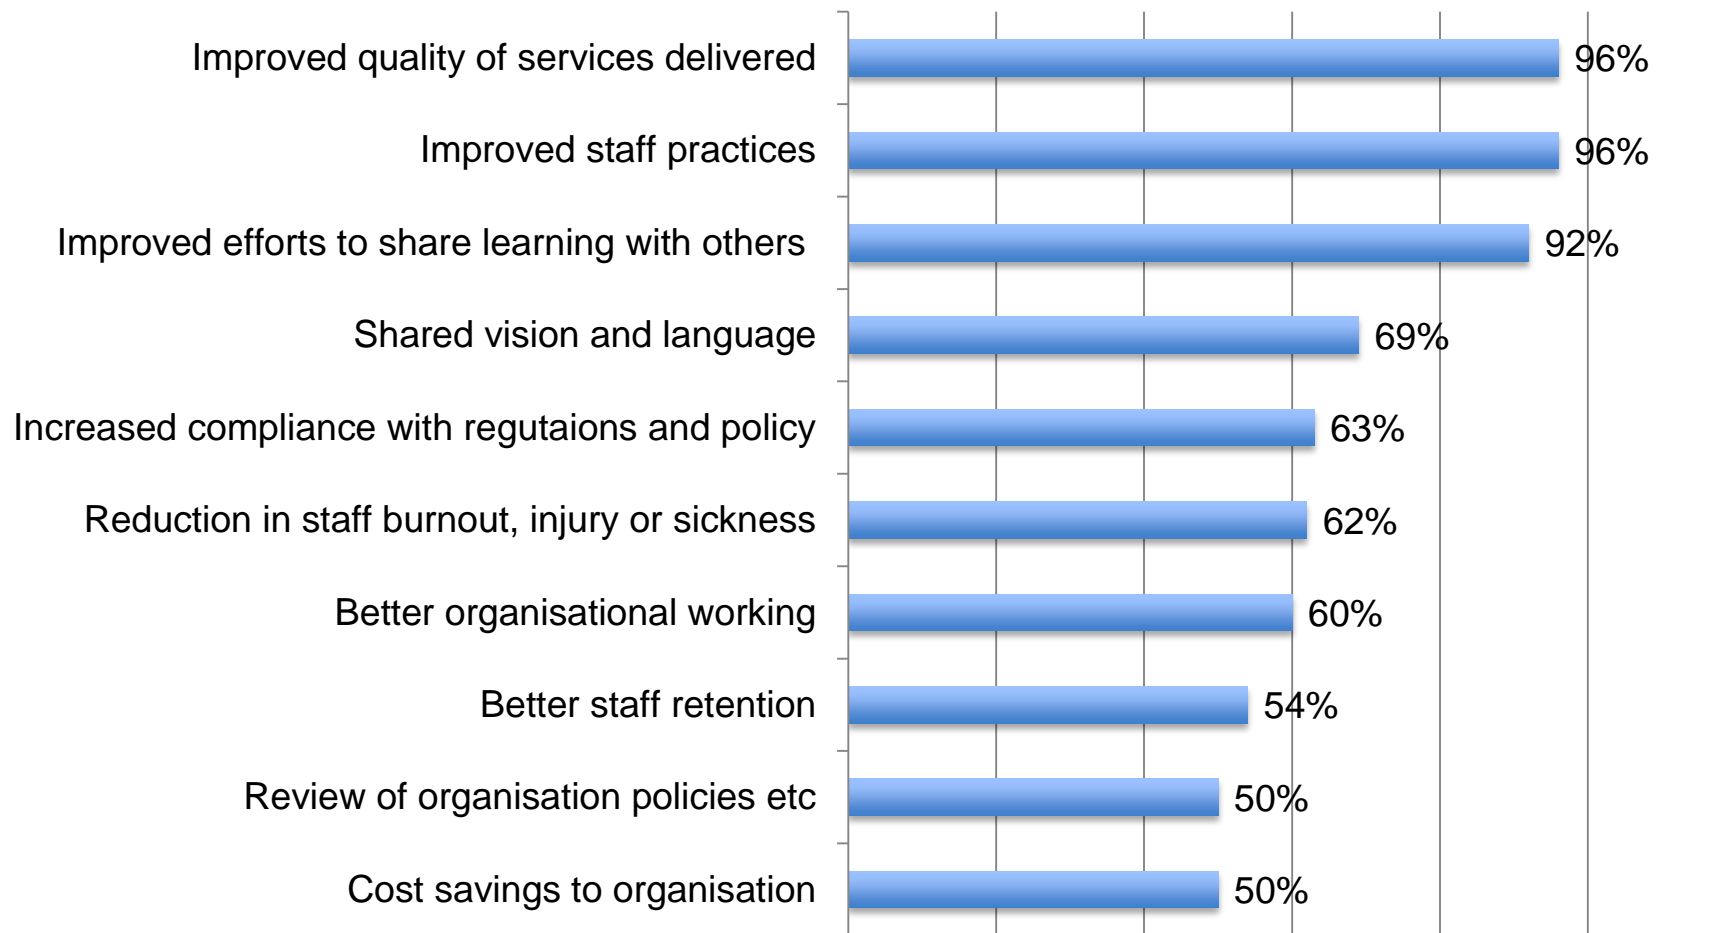 Improved quality of services delivered 96%
Improved staff practices 96%
Improved efforts to share learning with others 92%
Shared vision and language 69%
Increased compliance with regutaions and policy 63%
Reduction in staff burnout, injury or sickness 62%
Better organisational working 60%
Better staff retention 54%
Review of organisation policies etc 50%
Cost savings to organisation 50%